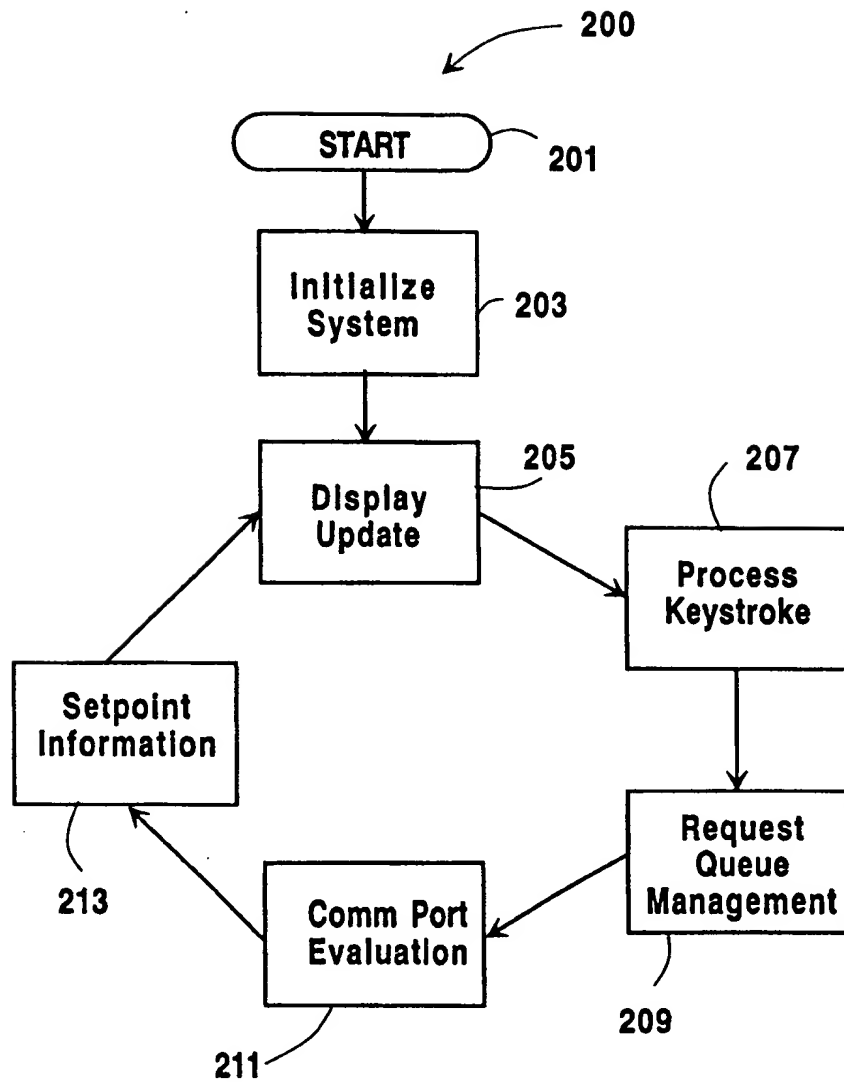 200
START
201
Initialize
System
203
Display
Update
205
207
Process
Keystroke
Setpoint
Information
213
Request
Queue
Management
209
Comm Port
Evaluation
211